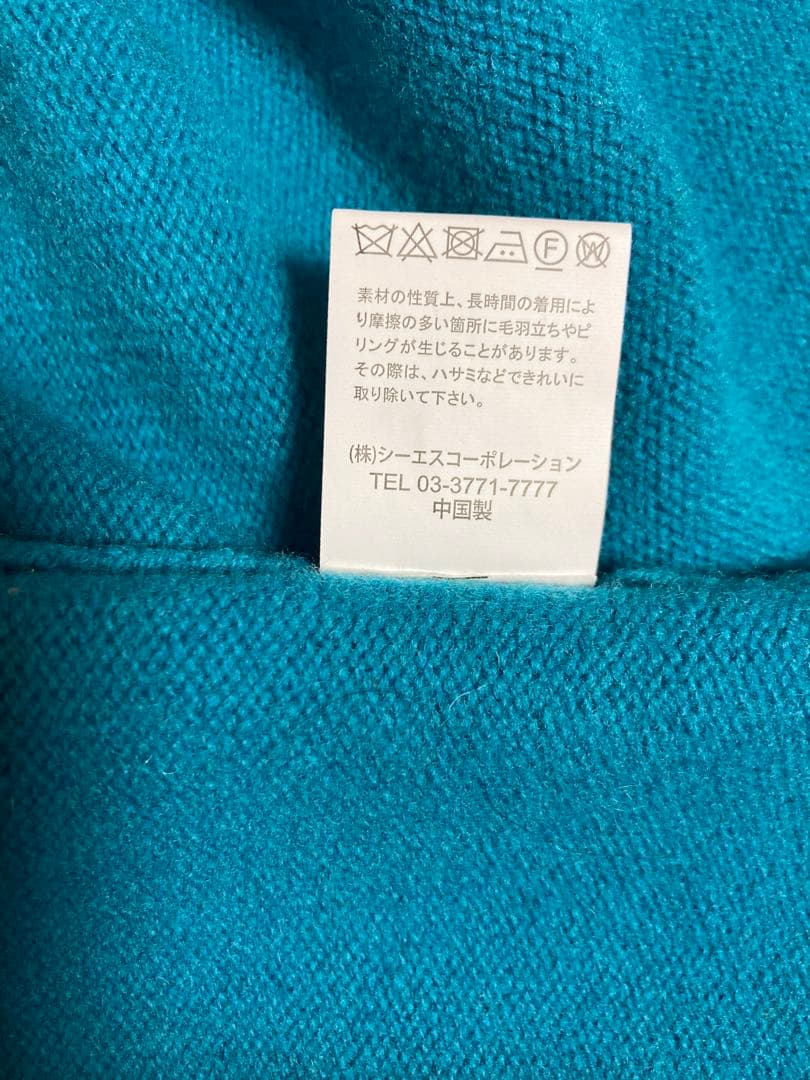 F W
素材の性質上、長時間の着用によ
り摩擦の多い箇所に毛羽立ちやピ
リングが生じることがあります。
その際は、ハサミなどできれいに
取り除いて下さい。
(株)シーエスコーポレーション
TEL 03-3771-7777
中国製